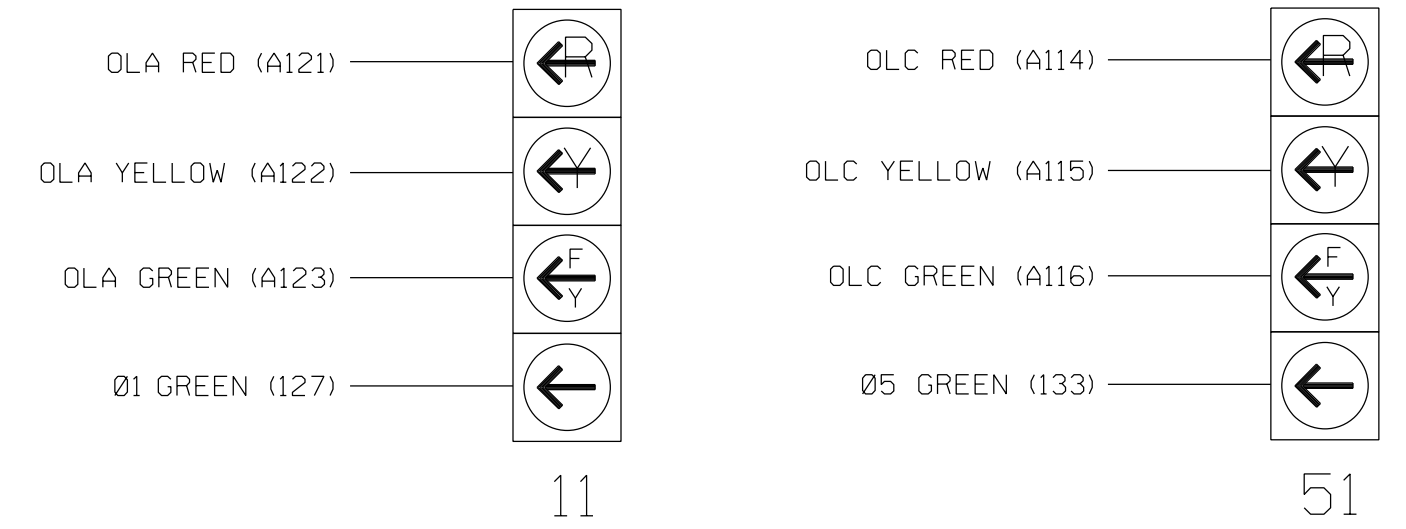 OLA RED (A121)
R
OLA YELLOW (A122)
Y
OLA GREEN (A123)
F
Y
Ø1 GREEN (127)
11
OLC RED (A114)
R
OLC YELLOW (A115)
Y
OLC GREEN (A116)
F
Y
Ø5 GREEN (133)
51